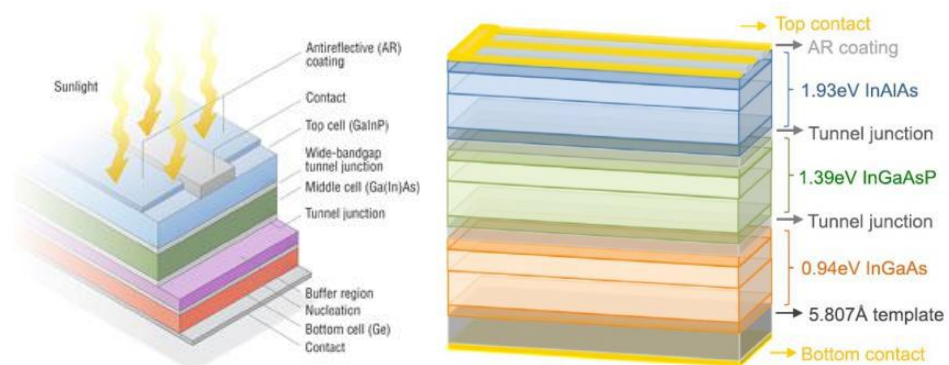 Antireflective (AR)
coating
Sunlight
Contact
Top cell (GaInP)
Wide-bandgap
tunnel junction
Middle cell (Ga(In)As)
Tunnel junction
Buffer region
Nucleation
Bottom cell (Ge)
Contact
Top contact
AR coating
1.93eV InAlAs
Tunnel junction
1.39eV InGaAsP
Tunnel junction
0.94eV InGaAs
5.807Å template
Bottom contact